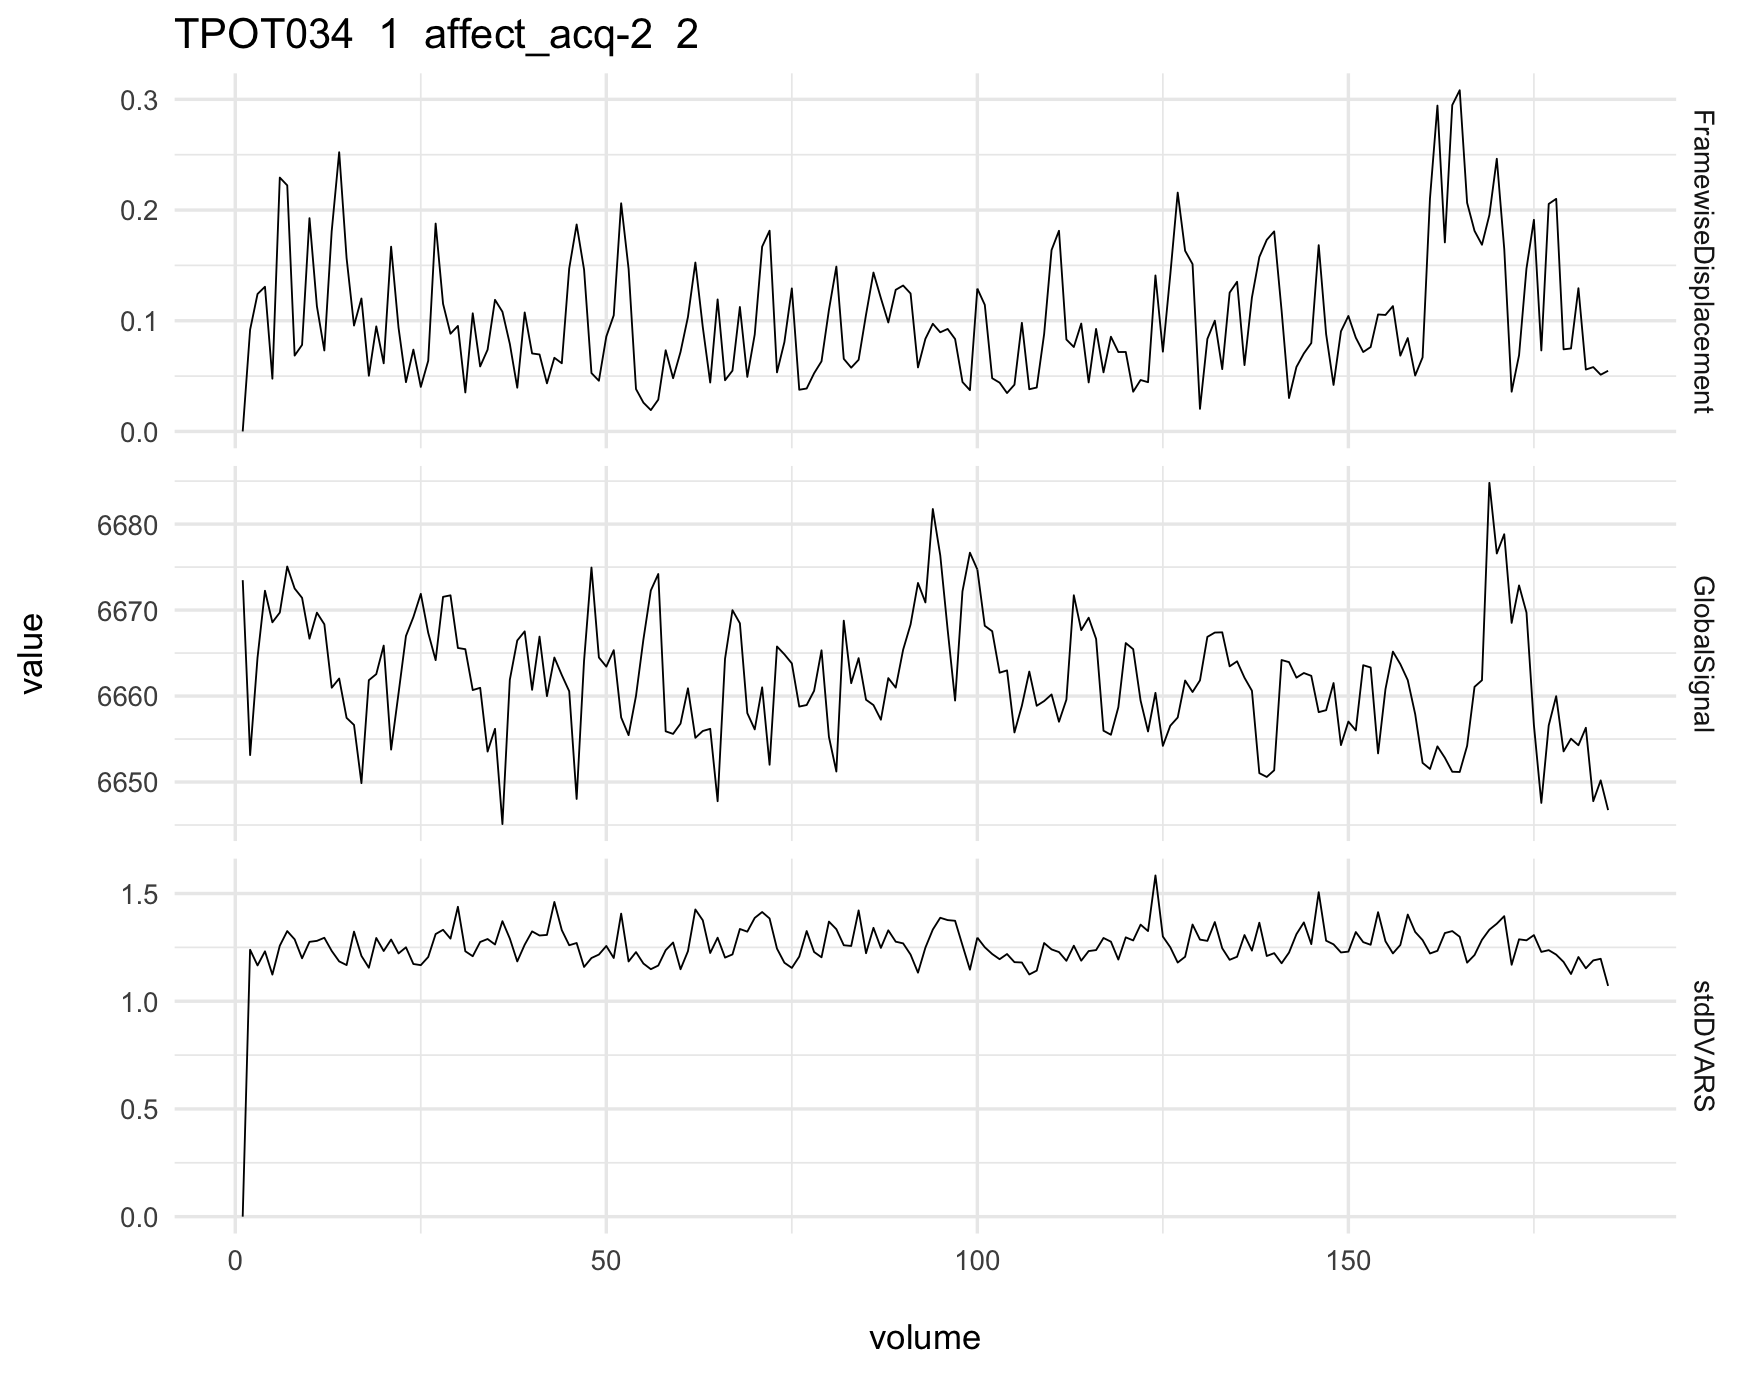 TPOT034  1  affect_acq-2  2
0.3
0.2
0.1
0.0
FramewiseDisplacement
6680
6670
6660
6650
GlobalSignal
1.5
1.0
0.5
0.0
stdDVARS
value
0 50 100 150
volume